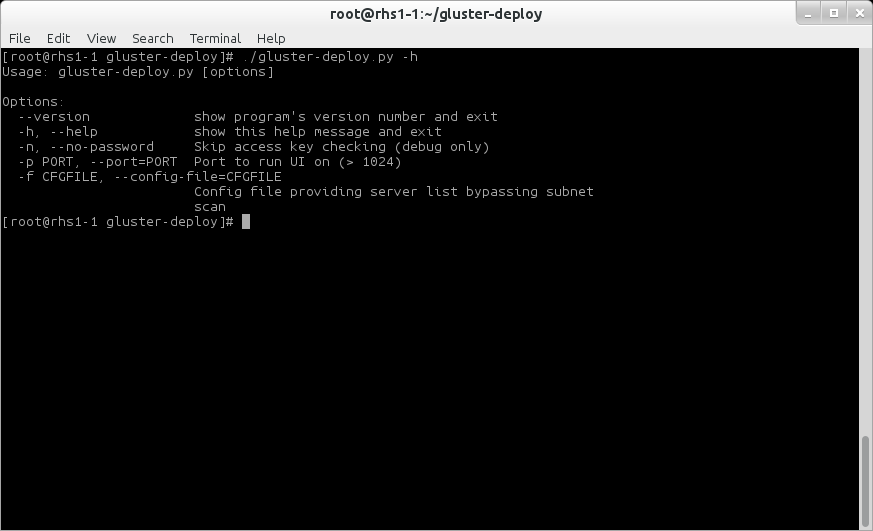 root@rhs1-1:~/gluster-deploy
File Edit View Search Terminal Help
[root@rhs1-1 gluster-deploy]# ./gluster-deploy.py -h
Usage: gluster-deploy.py [options]
Options:
  --version             show program's version number and exit
  -h, --help            show this help message and exit
  -n, --no-password     Skip access key checking (debug only)
  -p PORT, --port=PORT  Port to run UI on (> 1024)
  -f CFGFILE, --config-file=CFGFILE
                        Config file providing server list bypassing subnet
                        scan
[root@rhs1-1 gluster-deploy]#